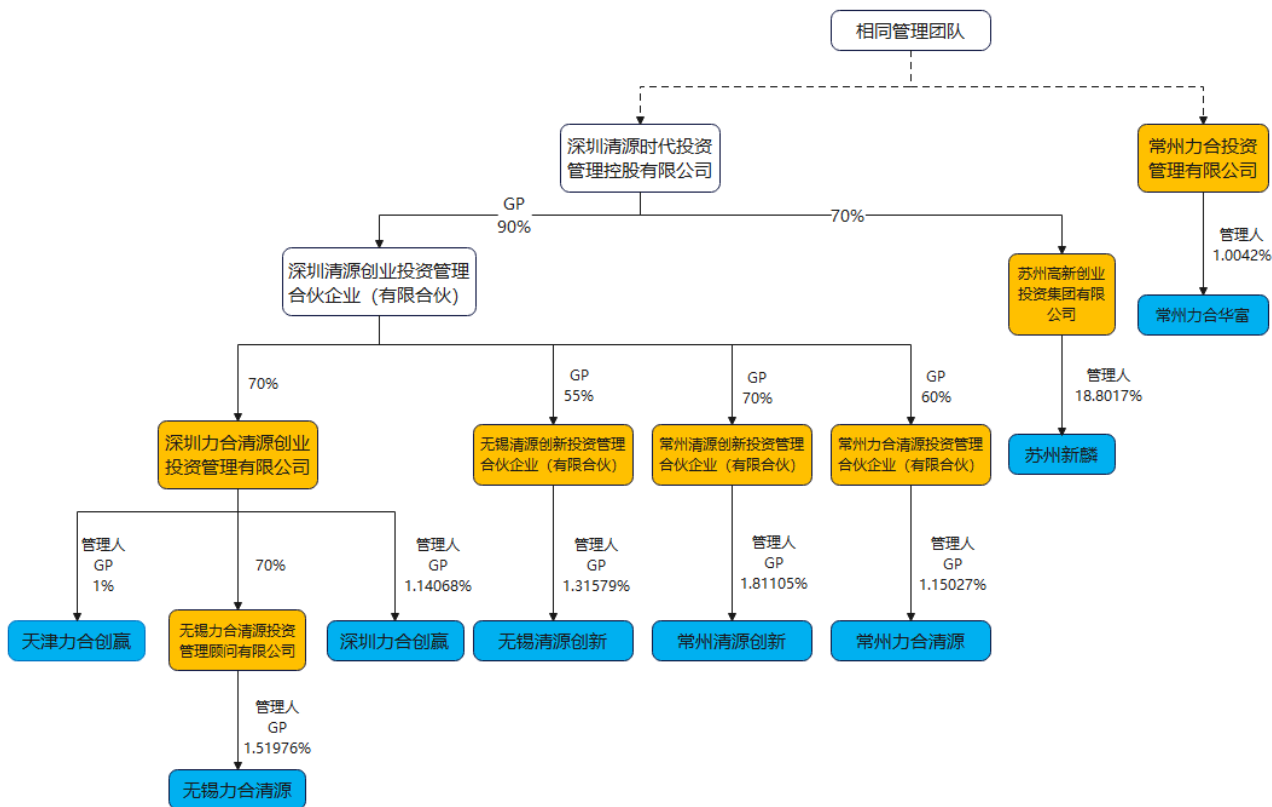 相同管理团队
深圳清源时代投资
管理控股有限公司
常州力合投资
管理有限公司
GP
90%
70%
管理人
1.0042%
深圳清源创业投资管理
合伙企业（有限合伙）
苏州高新创业
投资集团有限
公司
常州力合华富
70%
GP
55%
GP
70%
GP
60%
管理人
18.8017%
深圳力合清源创业
投资管理有限公司
无锡清源创新投资管理
合伙企业（有限合伙）
常州清源创新投资管理
合伙企业（有限合伙）
常州力合清源投资管理
合伙企业（有限合伙）
苏州新麟
管理人
GP
1%
70%
管理人
GP
1.14068%
管理人
GP
1.31579%
管理人
GP
1.81105%
管理人
GP
1.15027%
天津力合创赢
无锡力合清源投资
管理顾问有限公司
深圳力合创赢
无锡清源创新
常州清源创新
常州力合清源
管理人
GP
1.51976%
无锡力合清源